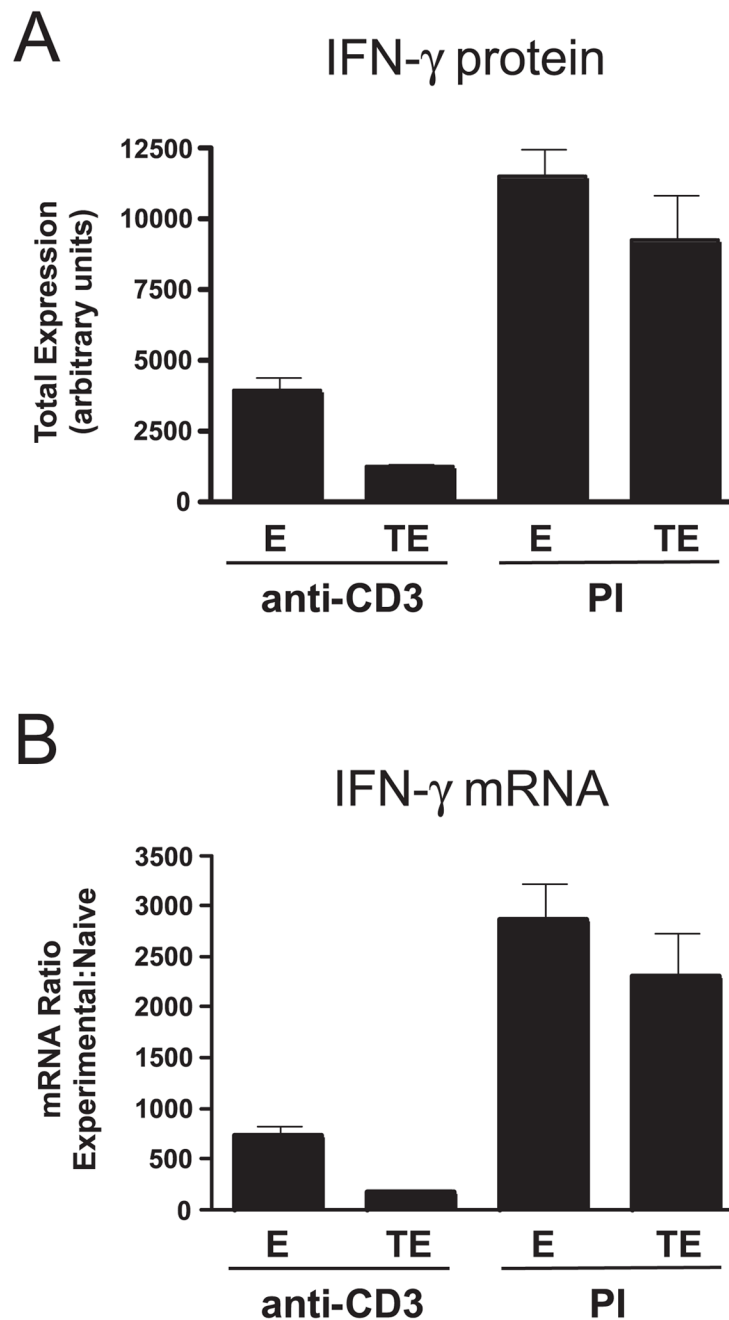 A
IFN-γ protein
Total Expression
(arbitrary units)
12500
10000
7500
5000
2500
0
E TE E TE
anti-CD3 PI
B
IFN-γ mRNA
mRNA Ratio
Experimental:Naive
3500
3000
2500
2000
1500
1000
500
0
E TE E TE
anti-CD3 PI